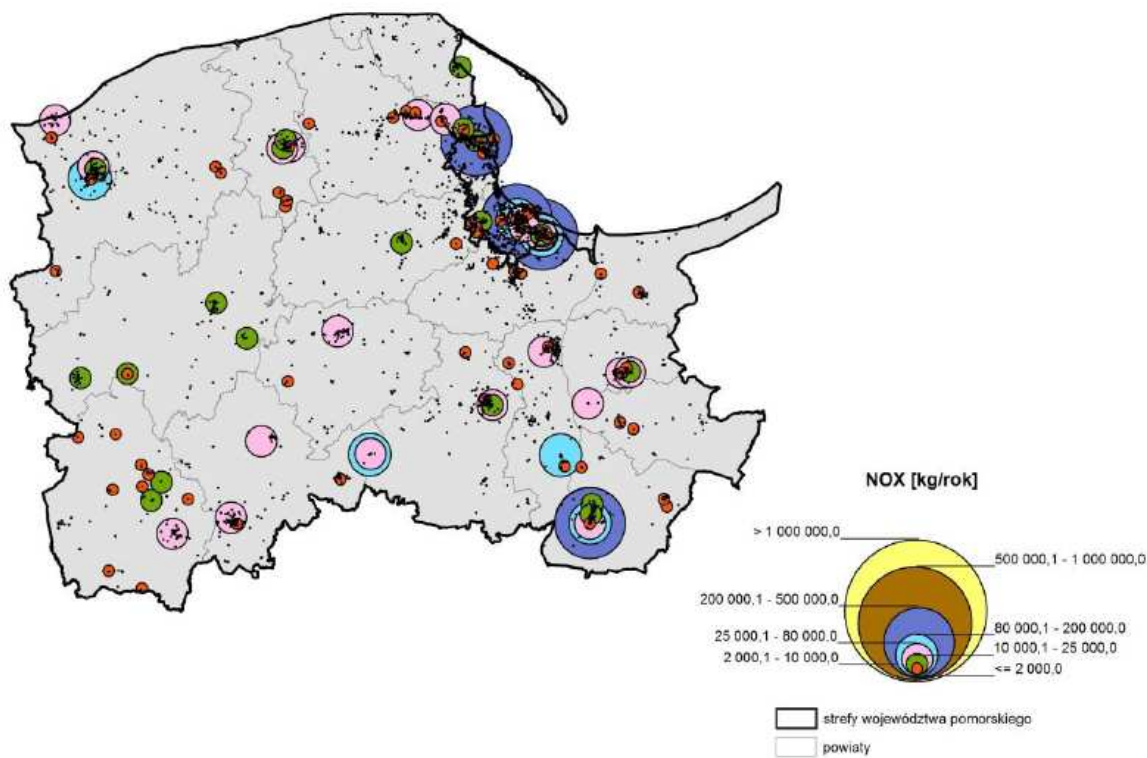 NOX [kg/rok]
> 1 000 000,0
500 000,1 - 1 000 000,0
200 000,1 - 500 000,0
80 000,1 - 200 000,0
25 000,1 - 80 000,0
10 000,1 - 25 000,0
2 000,1 - 10 000,0
<= 2 000,0
strefy województwa pomorskiego
powiaty